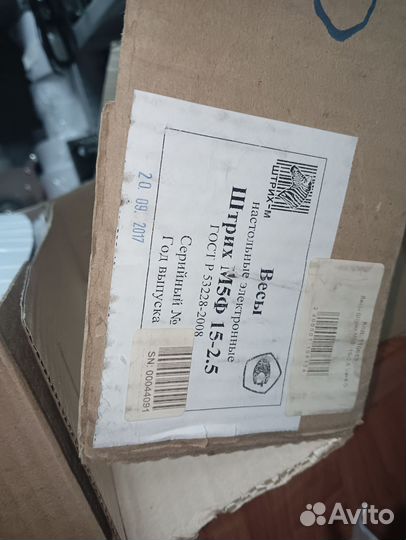 ШТРИХ-М
Весы
настольные электронные
Штрих М5Ф 15-2.5
ГОСТ Р 53228-2008
Серийный №
Год выпуска
SN: 00044091
20. 09. 2017
Avito